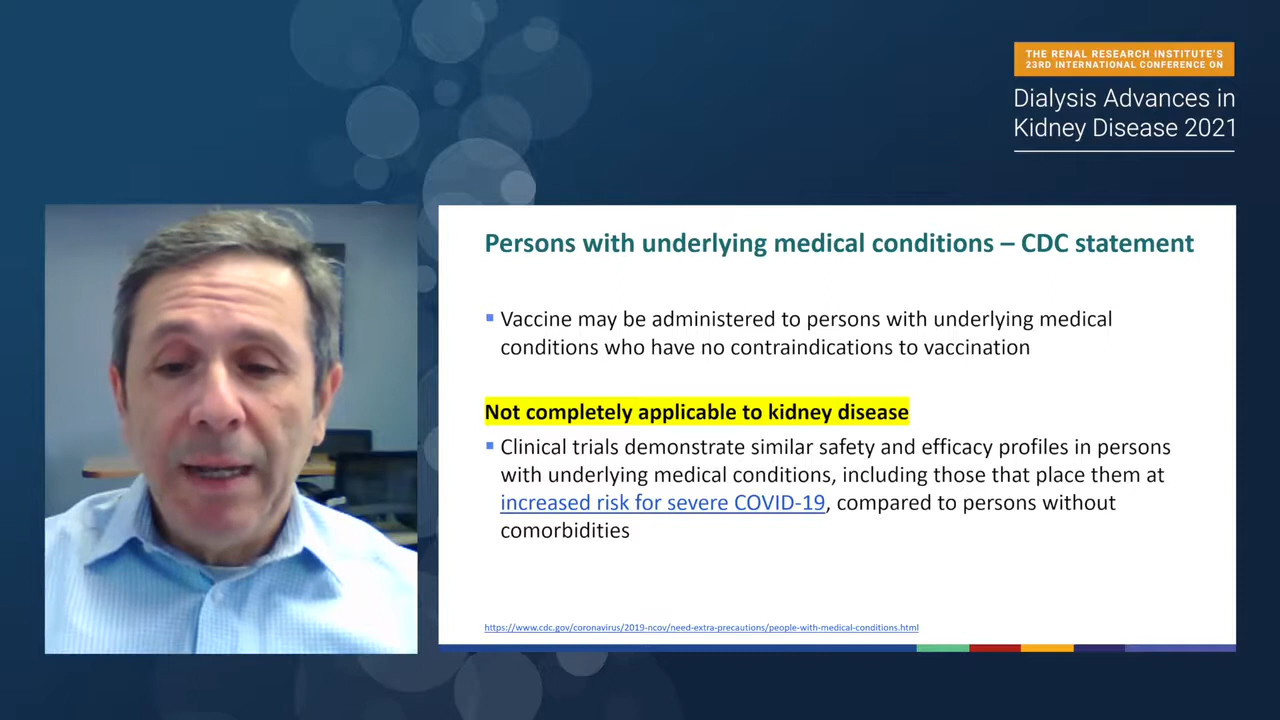 THE RENAL RESEARCH INSTITUTE'S
23RD INTERNATIONAL CONFERENCE ON
Dialysis Advances in
Kidney Disease 2021
Persons with underlying medical conditions – CDC statement
Vaccine may be administered to persons with underlying medical
conditions who have no contraindications to vaccination
Not completely applicable to kidney disease
Clinical trials demonstrate similar safety and efficacy profiles in persons
with underlying medical conditions, including those that place them at
increased risk for severe COVID-19, compared to persons without
comorbidities
https://www.cdc.gov/coronavirus/2019-ncov/need-extra-precautions/people-with-medical-conditions.html